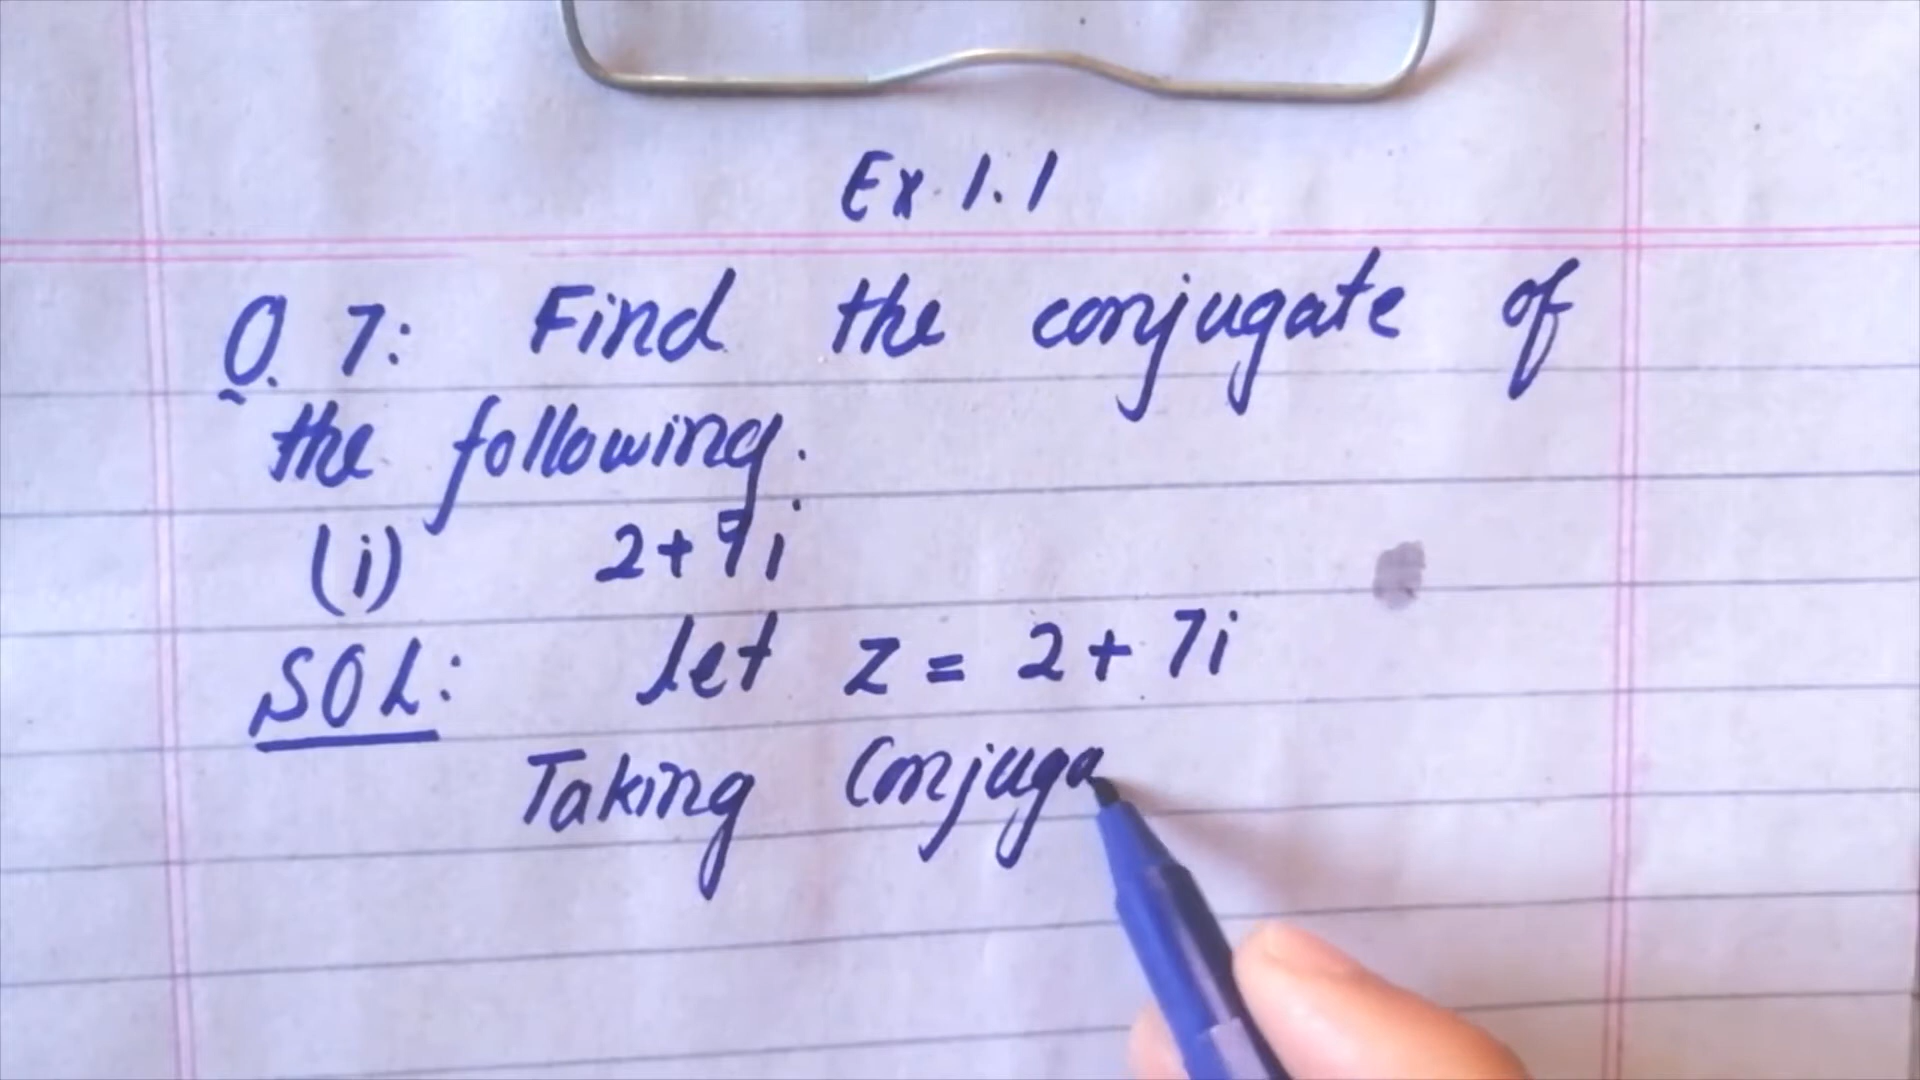 Ex. 1.1
Q. 7: Find the conjugate of
the following.
(i) 2+7i
SOL: Let z = 2 + 7i
Taking Conjuga